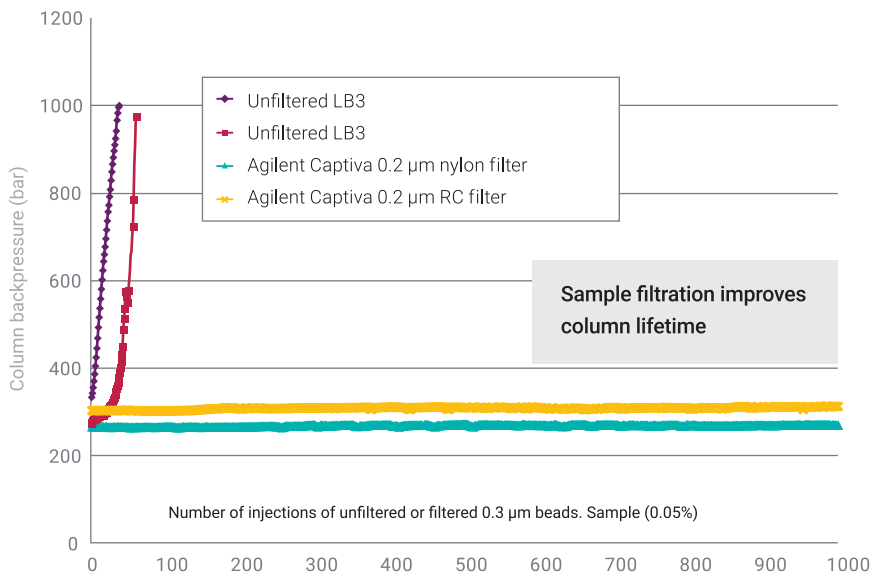 1200
1000
800
600
400
200
0
Column backpressure (bar)
Unfiltered LB3
Unfiltered LB3
Agilent Captiva 0.2 µm nylon filter
Agilent Captiva 0.2 µm RC filter
Sample filtration improves
column lifetime
Number of injections of unfiltered or filtered 0.3 µm beads. Sample (0.05%)
0 100 200 300 400 500 600 700 800 900 1000